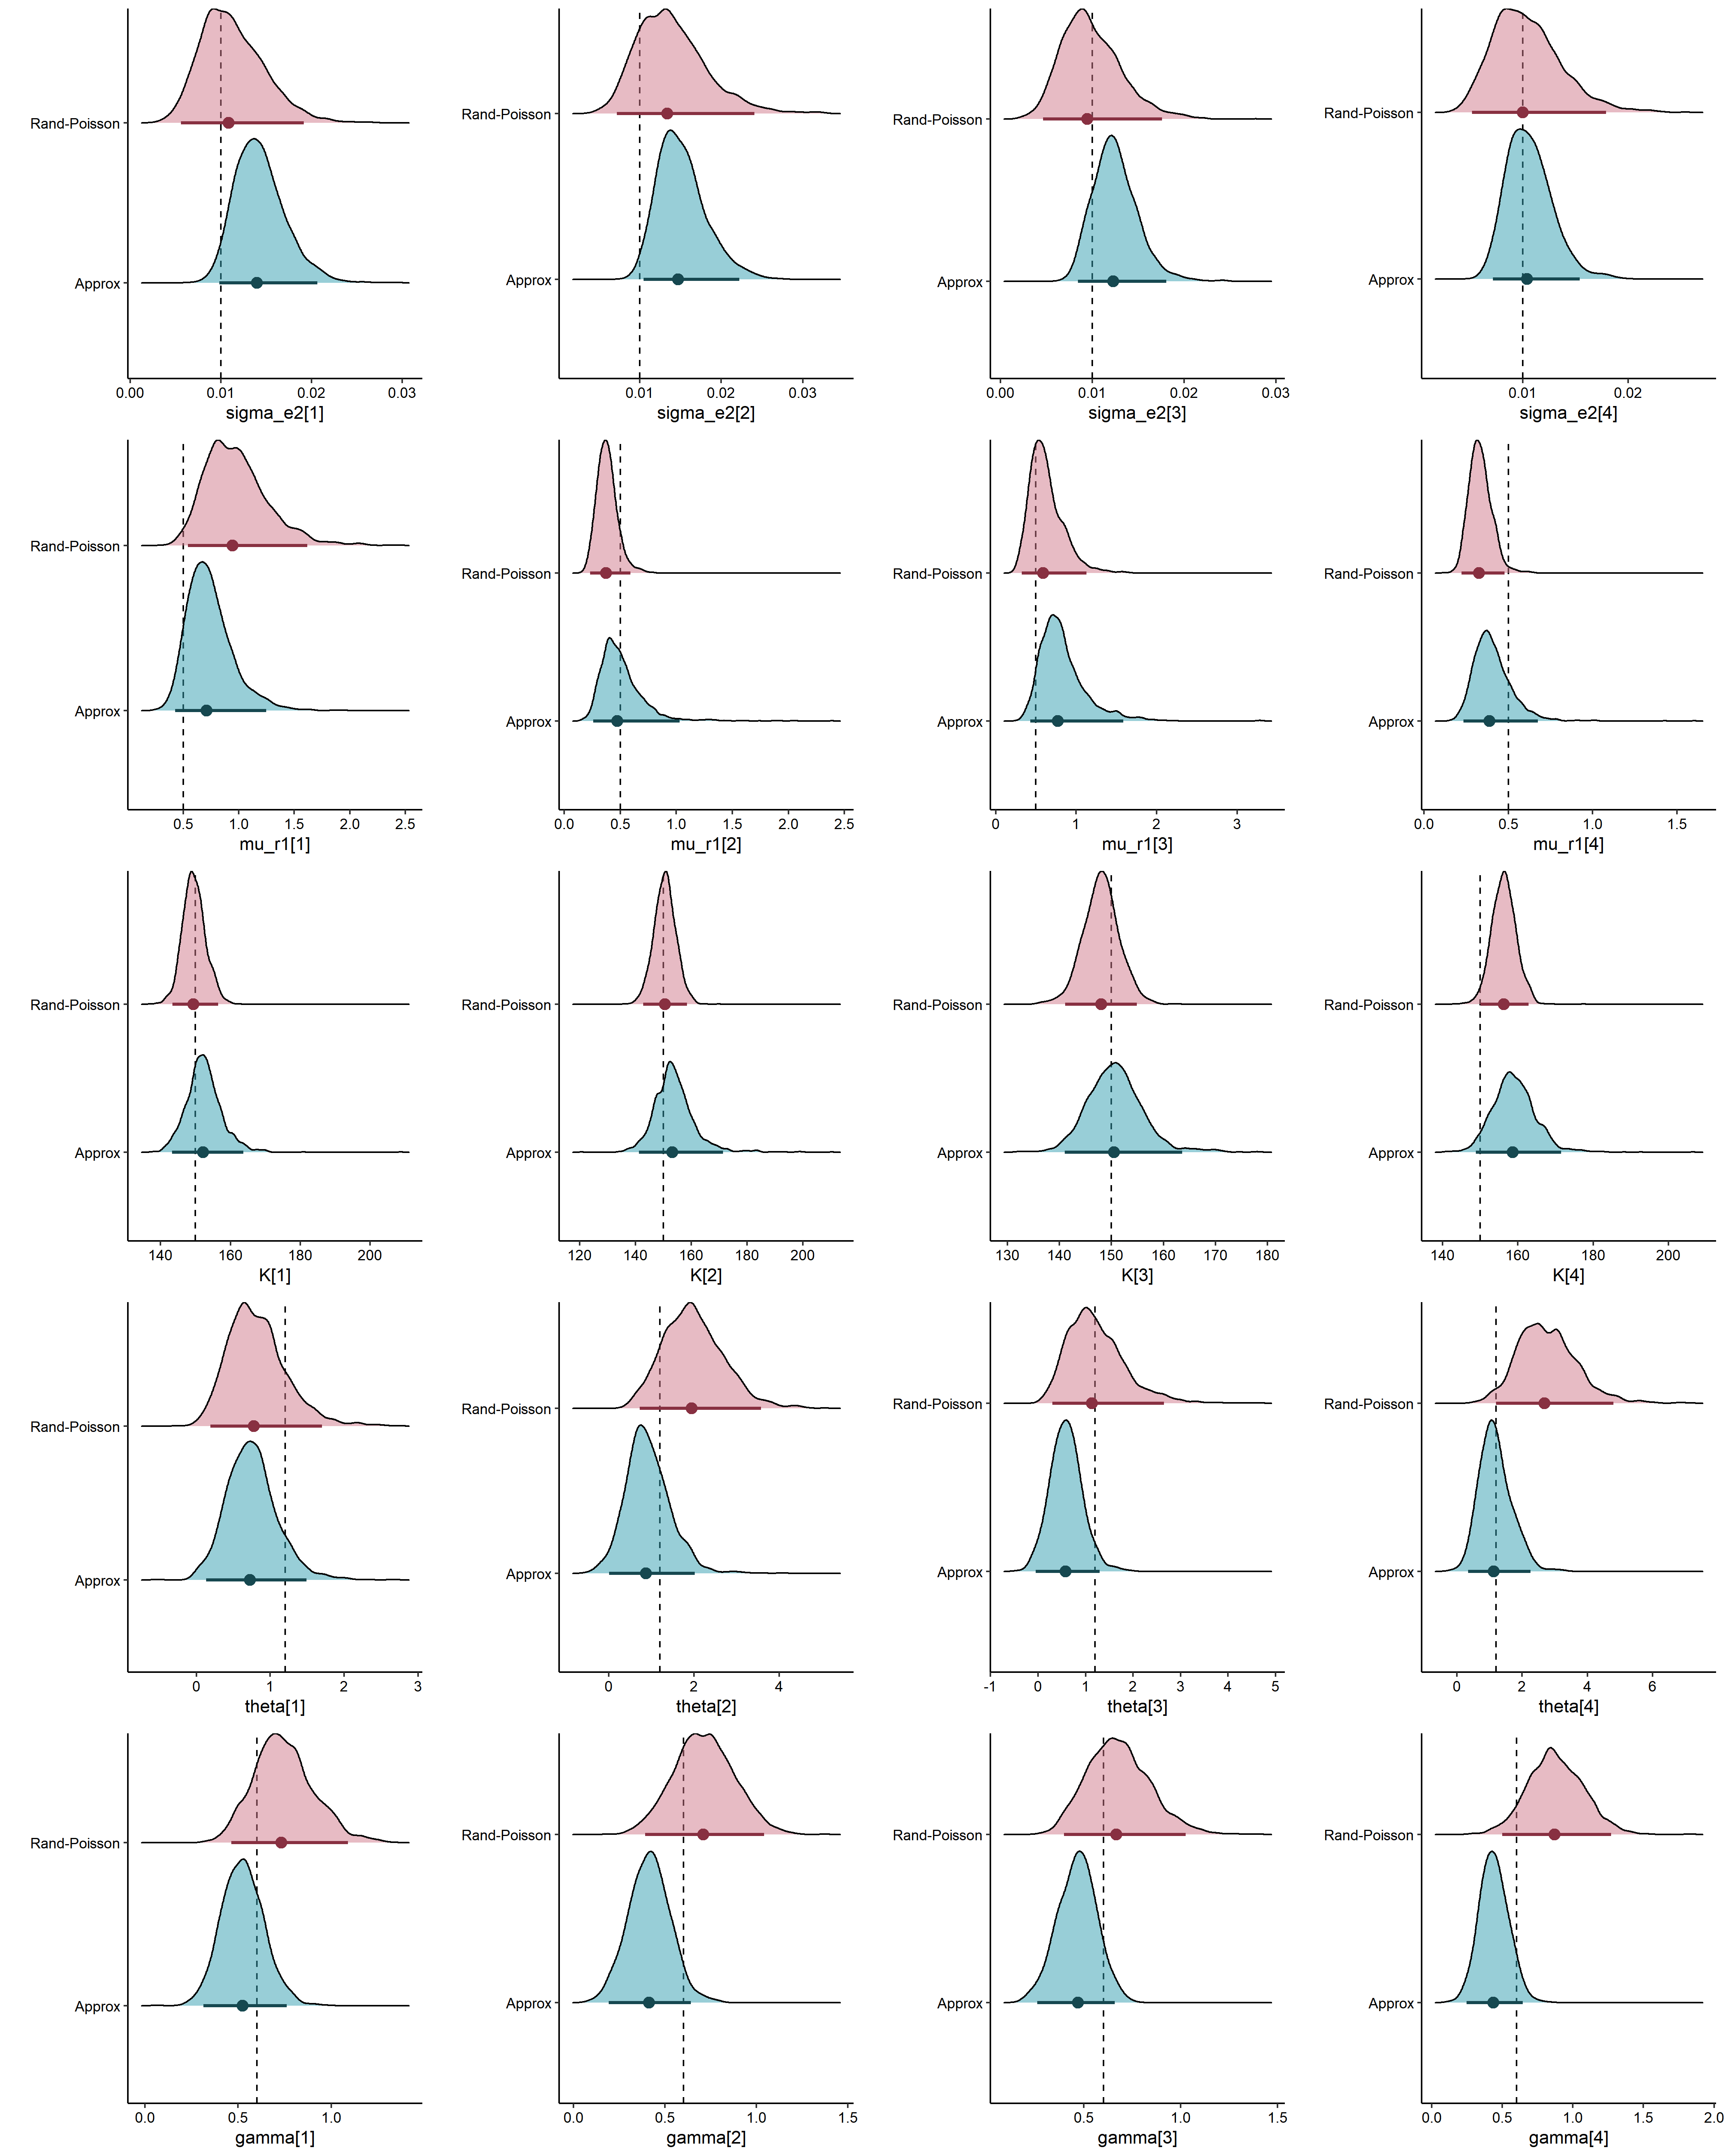 Rand-Poisson Rand-Poisson Rand-Poisson Rand-Poisson
Approx Approx Approx Approx
0.00 0.01 0.02 0.03 0.01 0.02 0.03 0.00 0.01 0.02 0.03 0.01 0.02
sigma_e2[1] sigma_e2[2] sigma_e2[3] sigma_e2[4]
Rand-Poisson Rand-Poisson Rand-Poisson Rand-Poisson
Approx Approx Approx Approx
0.5 1.0 1.5 2.0 2.5 0.0 0.5 1.0 1.5 2.0 2.5 0 1 2 3 0.0 0.5 1.0 1.5
mu_r1[1] mu_r1[2] mu_r1[3] mu_r1[4]
Rand-Poisson Rand-Poisson Rand-Poisson Rand-Poisson
Approx Approx Approx Approx
140 160 180 200 120 140 160 180 200 130 140 150 160 170 180 140 160 180 200
K[1] K[2] K[3] K[4]
Rand-Poisson Rand-Poisson Rand-Poisson Rand-Poisson
Approx Approx Approx Approx
0 1 2 3 0 2 4 -1 0 1 2 3 4 5 0 2 4 6
theta[1] theta[2] theta[3] theta[4]
Rand-Poisson Rand-Poisson Rand-Poisson Rand-Poisson
Approx Approx Approx Approx
0.0 0.5 1.0 0.0 0.5 1.0 1.5 0.5 1.0 1.5 0.0 0.5 1.0 1.5 2.0
gamma[1] gamma[2] gamma[3] gamma[4]